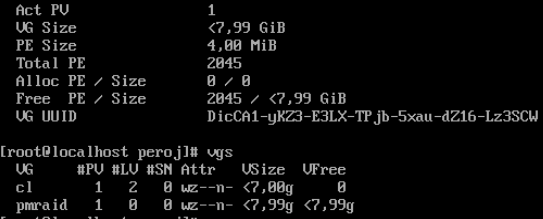 Act PV 1
VG Size <7,99 GiB
PE Size 4,00 MiB
Total PE 2045
Alloc PE / Size 0 / 0
Free PE / Size 2045 / <7,99 GiB
VG UUID DicCA1-yKZ3-E3LX-TPjb-5xau-dZ16-Lz3SCW
[root@localhost peroj]# vgs
VG #PV #LV #SN Attr VSize VFree
cl 1 2 0 wz--n- <7,00g 0
pmraid 1 0 0 wz--n- <7,99g <7,99g